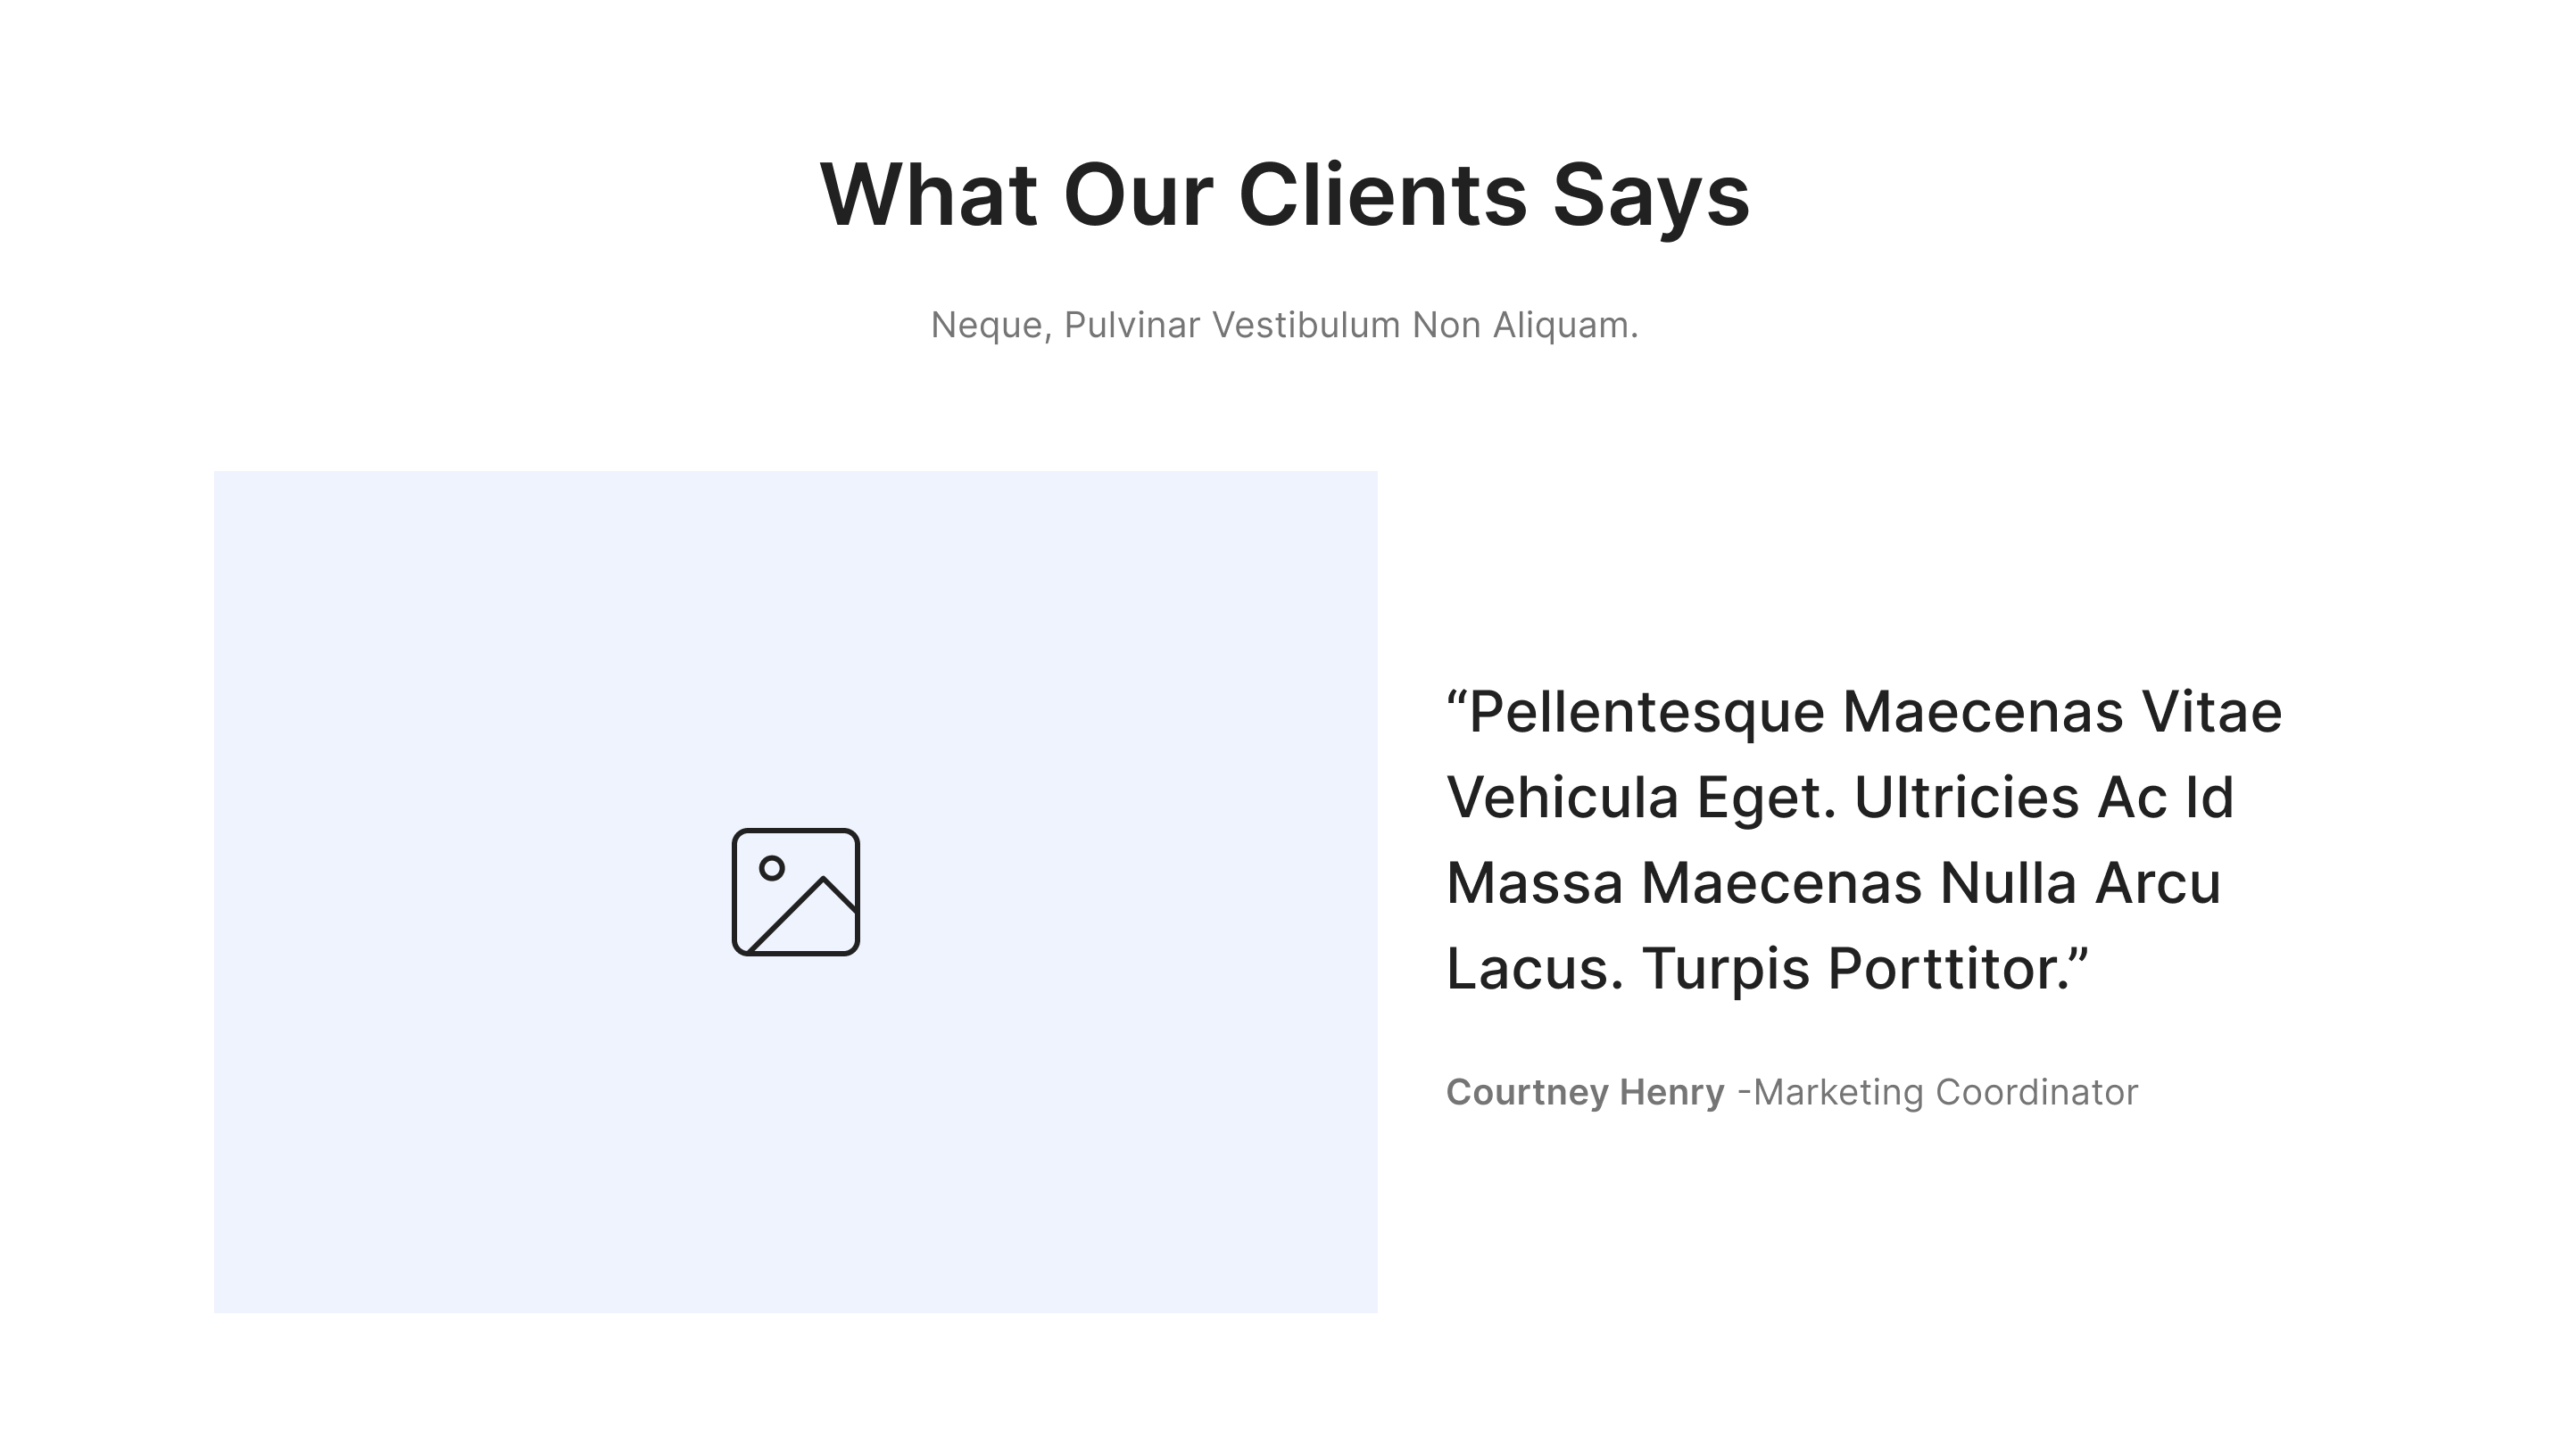 What Our Clients Says
Neque, Pulvinar Vestibulum Non Aliquam.
“Pellentesque Maecenas Vitae
Vehicula Eget. Ultricies Ac Id
Massa Maecenas Nulla Arcu
Lacus. Turpis Porttitor.”
Courtney Henry -Marketing Coordinator